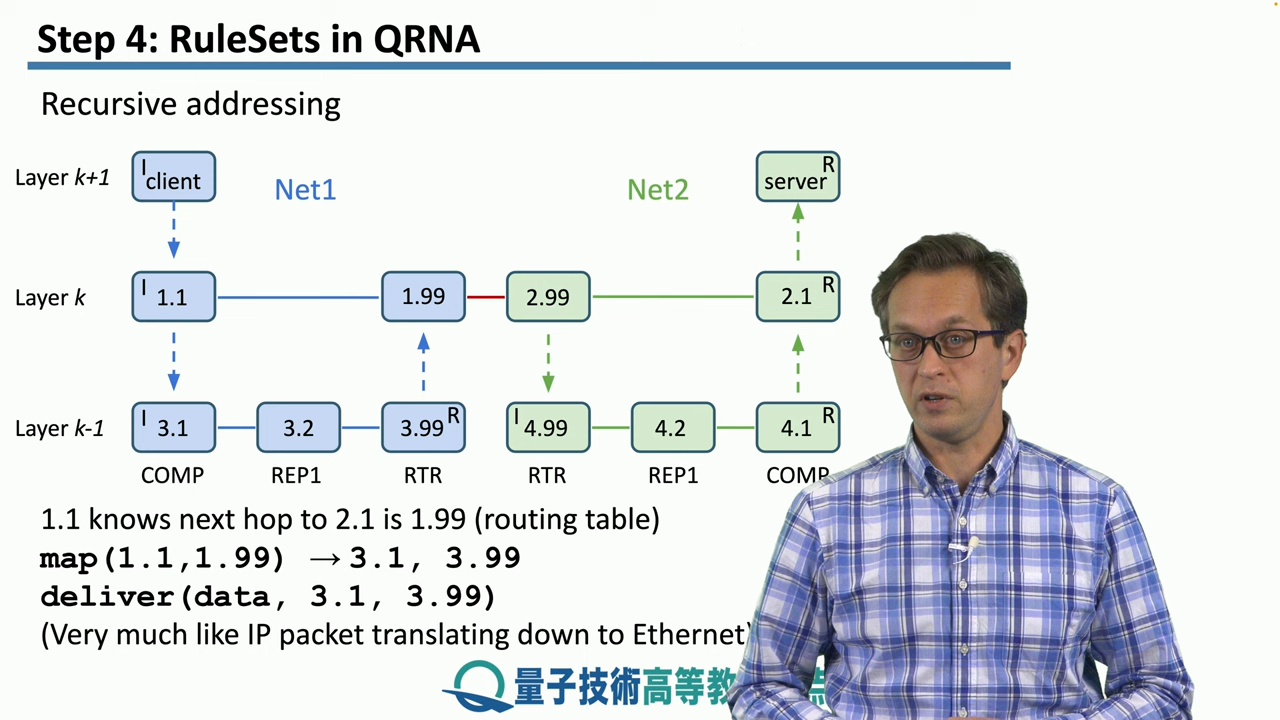 Step 4: RuleSets in QRNA
Recursive addressing
Layer k+1
I client
Net1
Net2
server R
Layer k
I 1.1
1.99
2.99
2.1 R
Layer k-1
I 3.1
3.2
3.99 R
I 4.99
4.2
4.1 R
COMP
REP1
RTR
RTR
REP1
COMP
1.1 knows next hop to 2.1 is 1.99 (routing table)
map(1.1,1.99) →3.1, 3.99
deliver(data, 3.1, 3.99)
(Very much like IP packet translating down to Ethernet)
量子技術高等教